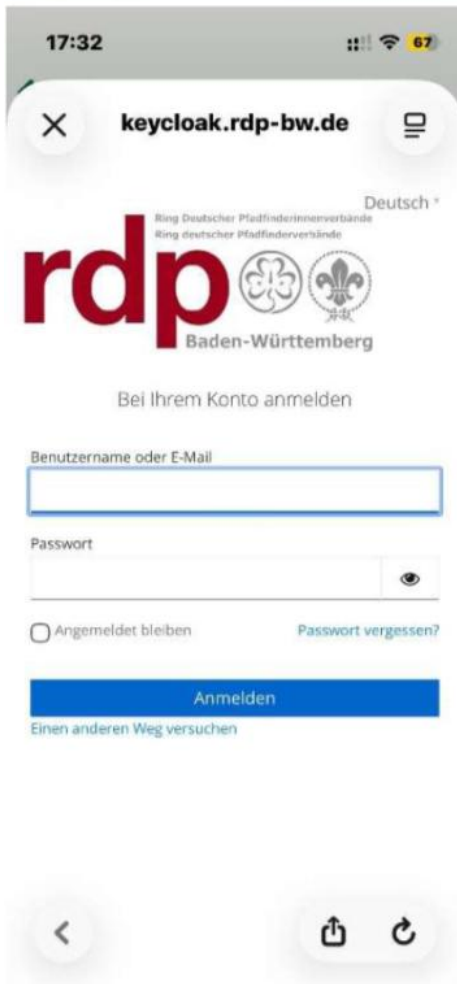 17:32
67
keycloak.rdp-bw.de
Deutsch
Ring Deutscher Pfadfinderinnenverbände
Ring deutscher Pfadfinderverbände
rdp
Baden-Württemberg
Bei Ihrem Konto anmelden
Benutzername oder E-Mail
Passwort
Angemeldet bleiben
Passwort vergessen?
Anmelden
Einen anderen Weg versuchen